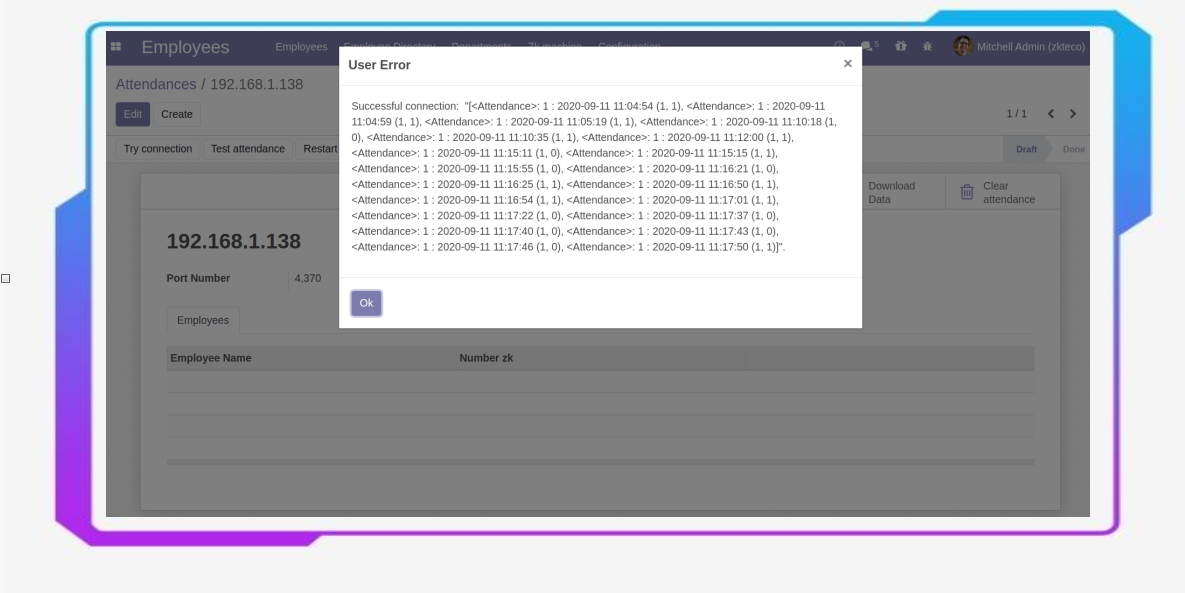 Employees
Employees Employee Directory Departments Zk machine Configuration
5
Mitchell Admin (zkteco)
Attendances / 192.168.1.138
Edit Create
1 / 1
Try connection Test attendance Restart
Draft Done
User Error ×
Successful connection: "[<Attendance>: 1 : 2020-09-11 11:04:54 (1, 1), <Attendance>: 1 : 2020-09-11
11:04:59 (1, 1), <Attendance>: 1 : 2020-09-11 11:05:19 (1, 1), <Attendance>: 1 : 2020-09-11 11:10:18 (1,
0), <Attendance>: 1 : 2020-09-11 11:10:35 (1, 1), <Attendance>: 1 : 2020-09-11 11:12:00 (1, 1),
<Attendance>: 1 : 2020-09-11 11:15:11 (1, 0), <Attendance>: 1 : 2020-09-11 11:15:15 (1, 1),
<Attendance>: 1 : 2020-09-11 11:15:55 (1, 0), <Attendance>: 1 : 2020-09-11 11:16:21 (1, 0),
<Attendance>: 1 : 2020-09-11 11:16:25 (1, 1), <Attendance>: 1 : 2020-09-11 11:16:50 (1, 1),
<Attendance>: 1 : 2020-09-11 11:16:54 (1, 1), <Attendance>: 1 : 2020-09-11 11:17:01 (1, 1),
<Attendance>: 1 : 2020-09-11 11:17:22 (1, 0), <Attendance>: 1 : 2020-09-11 11:17:37 (1, 0),
<Attendance>: 1 : 2020-09-11 11:17:40 (1, 0), <Attendance>: 1 : 2020-09-11 11:17:43 (1, 0),
<Attendance>: 1 : 2020-09-11 11:17:46 (1, 0), <Attendance>: 1 : 2020-09-11 11:17:50 (1, 1)]".
Ok
Download
Data
Clear
attendance
192.168.1.138
Port Number 4,370
Employees
Employee Name Number zk